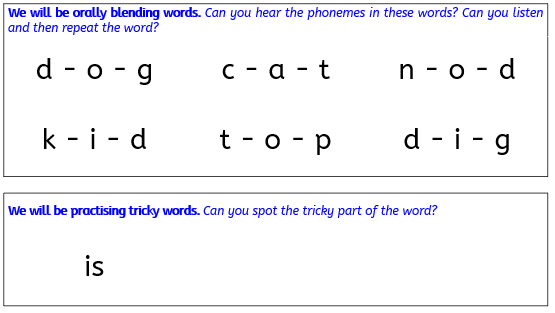 We will be orally blending words. Can you hear the phonemes in these words? Can you listen
and then repeat the word?
d - o - g c - a - t n - o - d
k - i - d t - o - p d - i - g
We will be practising tricky words. Can you spot the tricky part of the word?
is